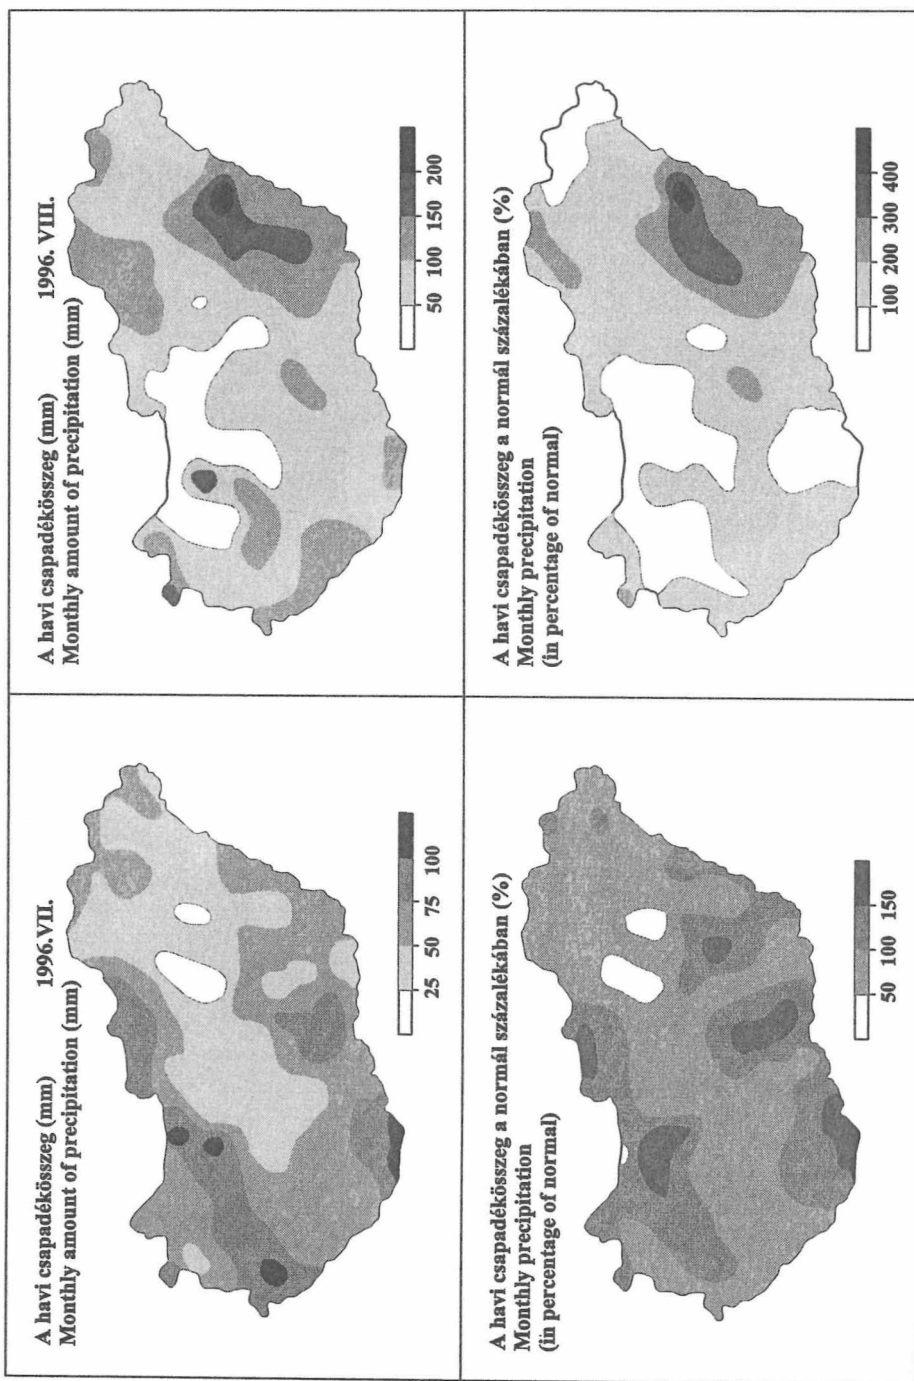 A havi csapadékösszeg (mm) 1996.VII.
Monthly amount of precipitation (mm)
25 50 75 100
A havi csapadékösszeg (mm) 1996. VIII.
Monthly amount of precipitation (mm)
50 100 150 200
A havi csapadékösszeg a normál százalékában (%)
Monthly precipitation
(in percentage of normal)
50 100 150
A havi csapadékösszeg a normál százalékában (%)
Monthly precipitation
(in percentage of normal)
100 200 300 400